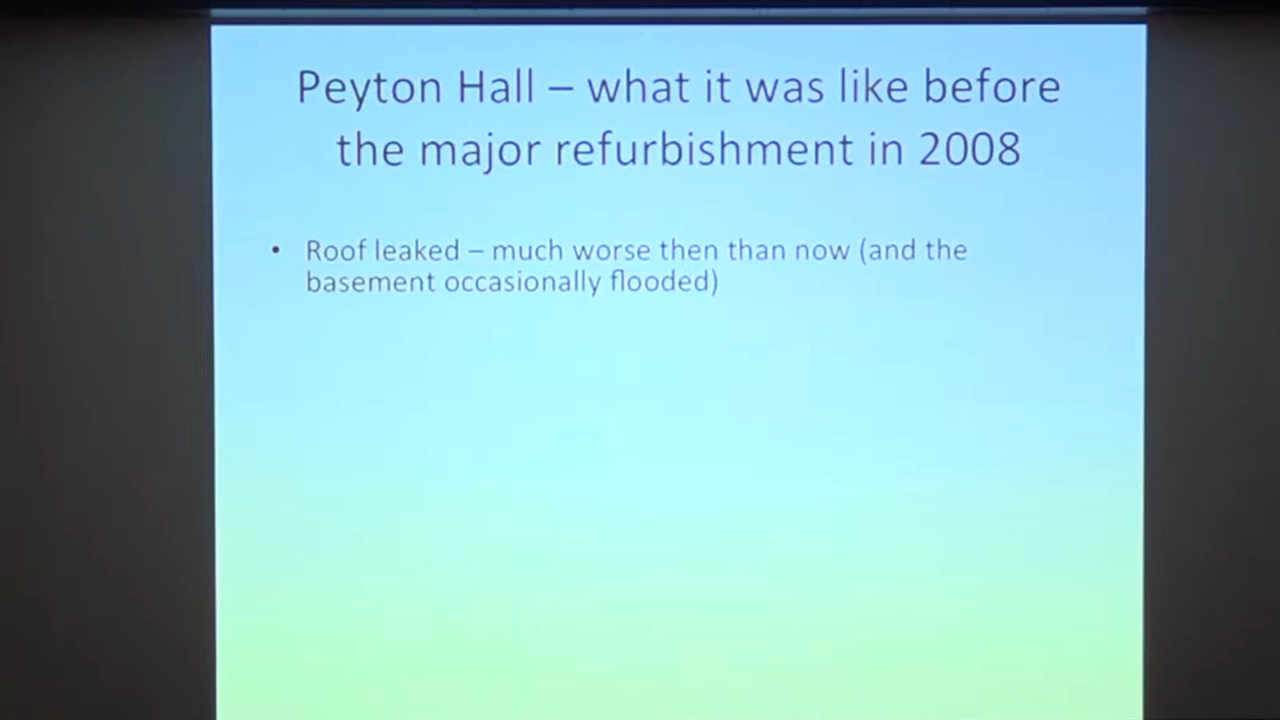 Peyton Hall – what it was like before
the major refurbishment in 2008
• Roof leaked – much worse then than now (and the
basement occasionally flooded)